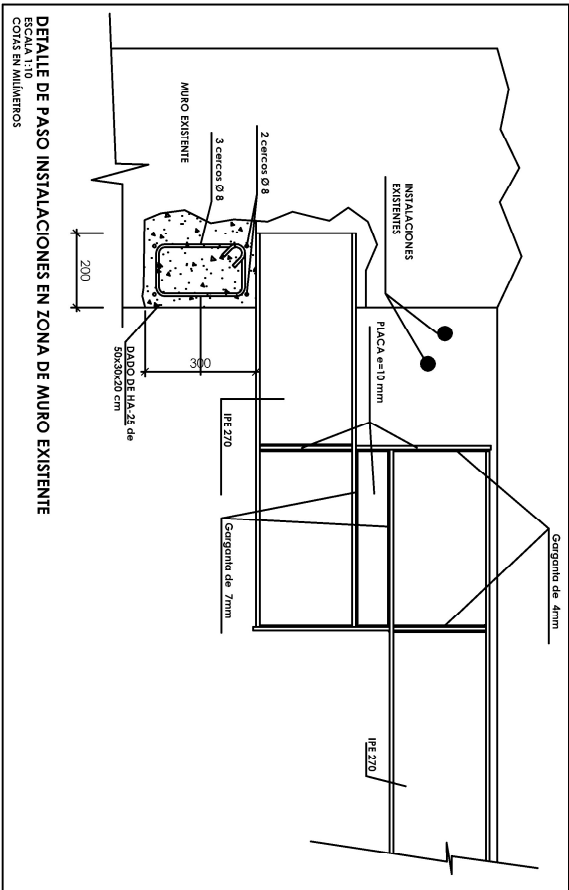 INSTALACIONES
EXISTENTES
Garganta de 4mm
PLACA e=10 mm
IPE 270
2 cercos Ø 8
3 cercos Ø 8
MURO EXISTENTE
IPE 270
Garganta de 7mm
300
200
DADO DE HA-25 de
50x30x20 cm
DETALLE DE PASO INSTALACIONES EN ZONA DE MURO EXISTENTE
ESCALA 1:10
COTAS EN MILÍMETROS